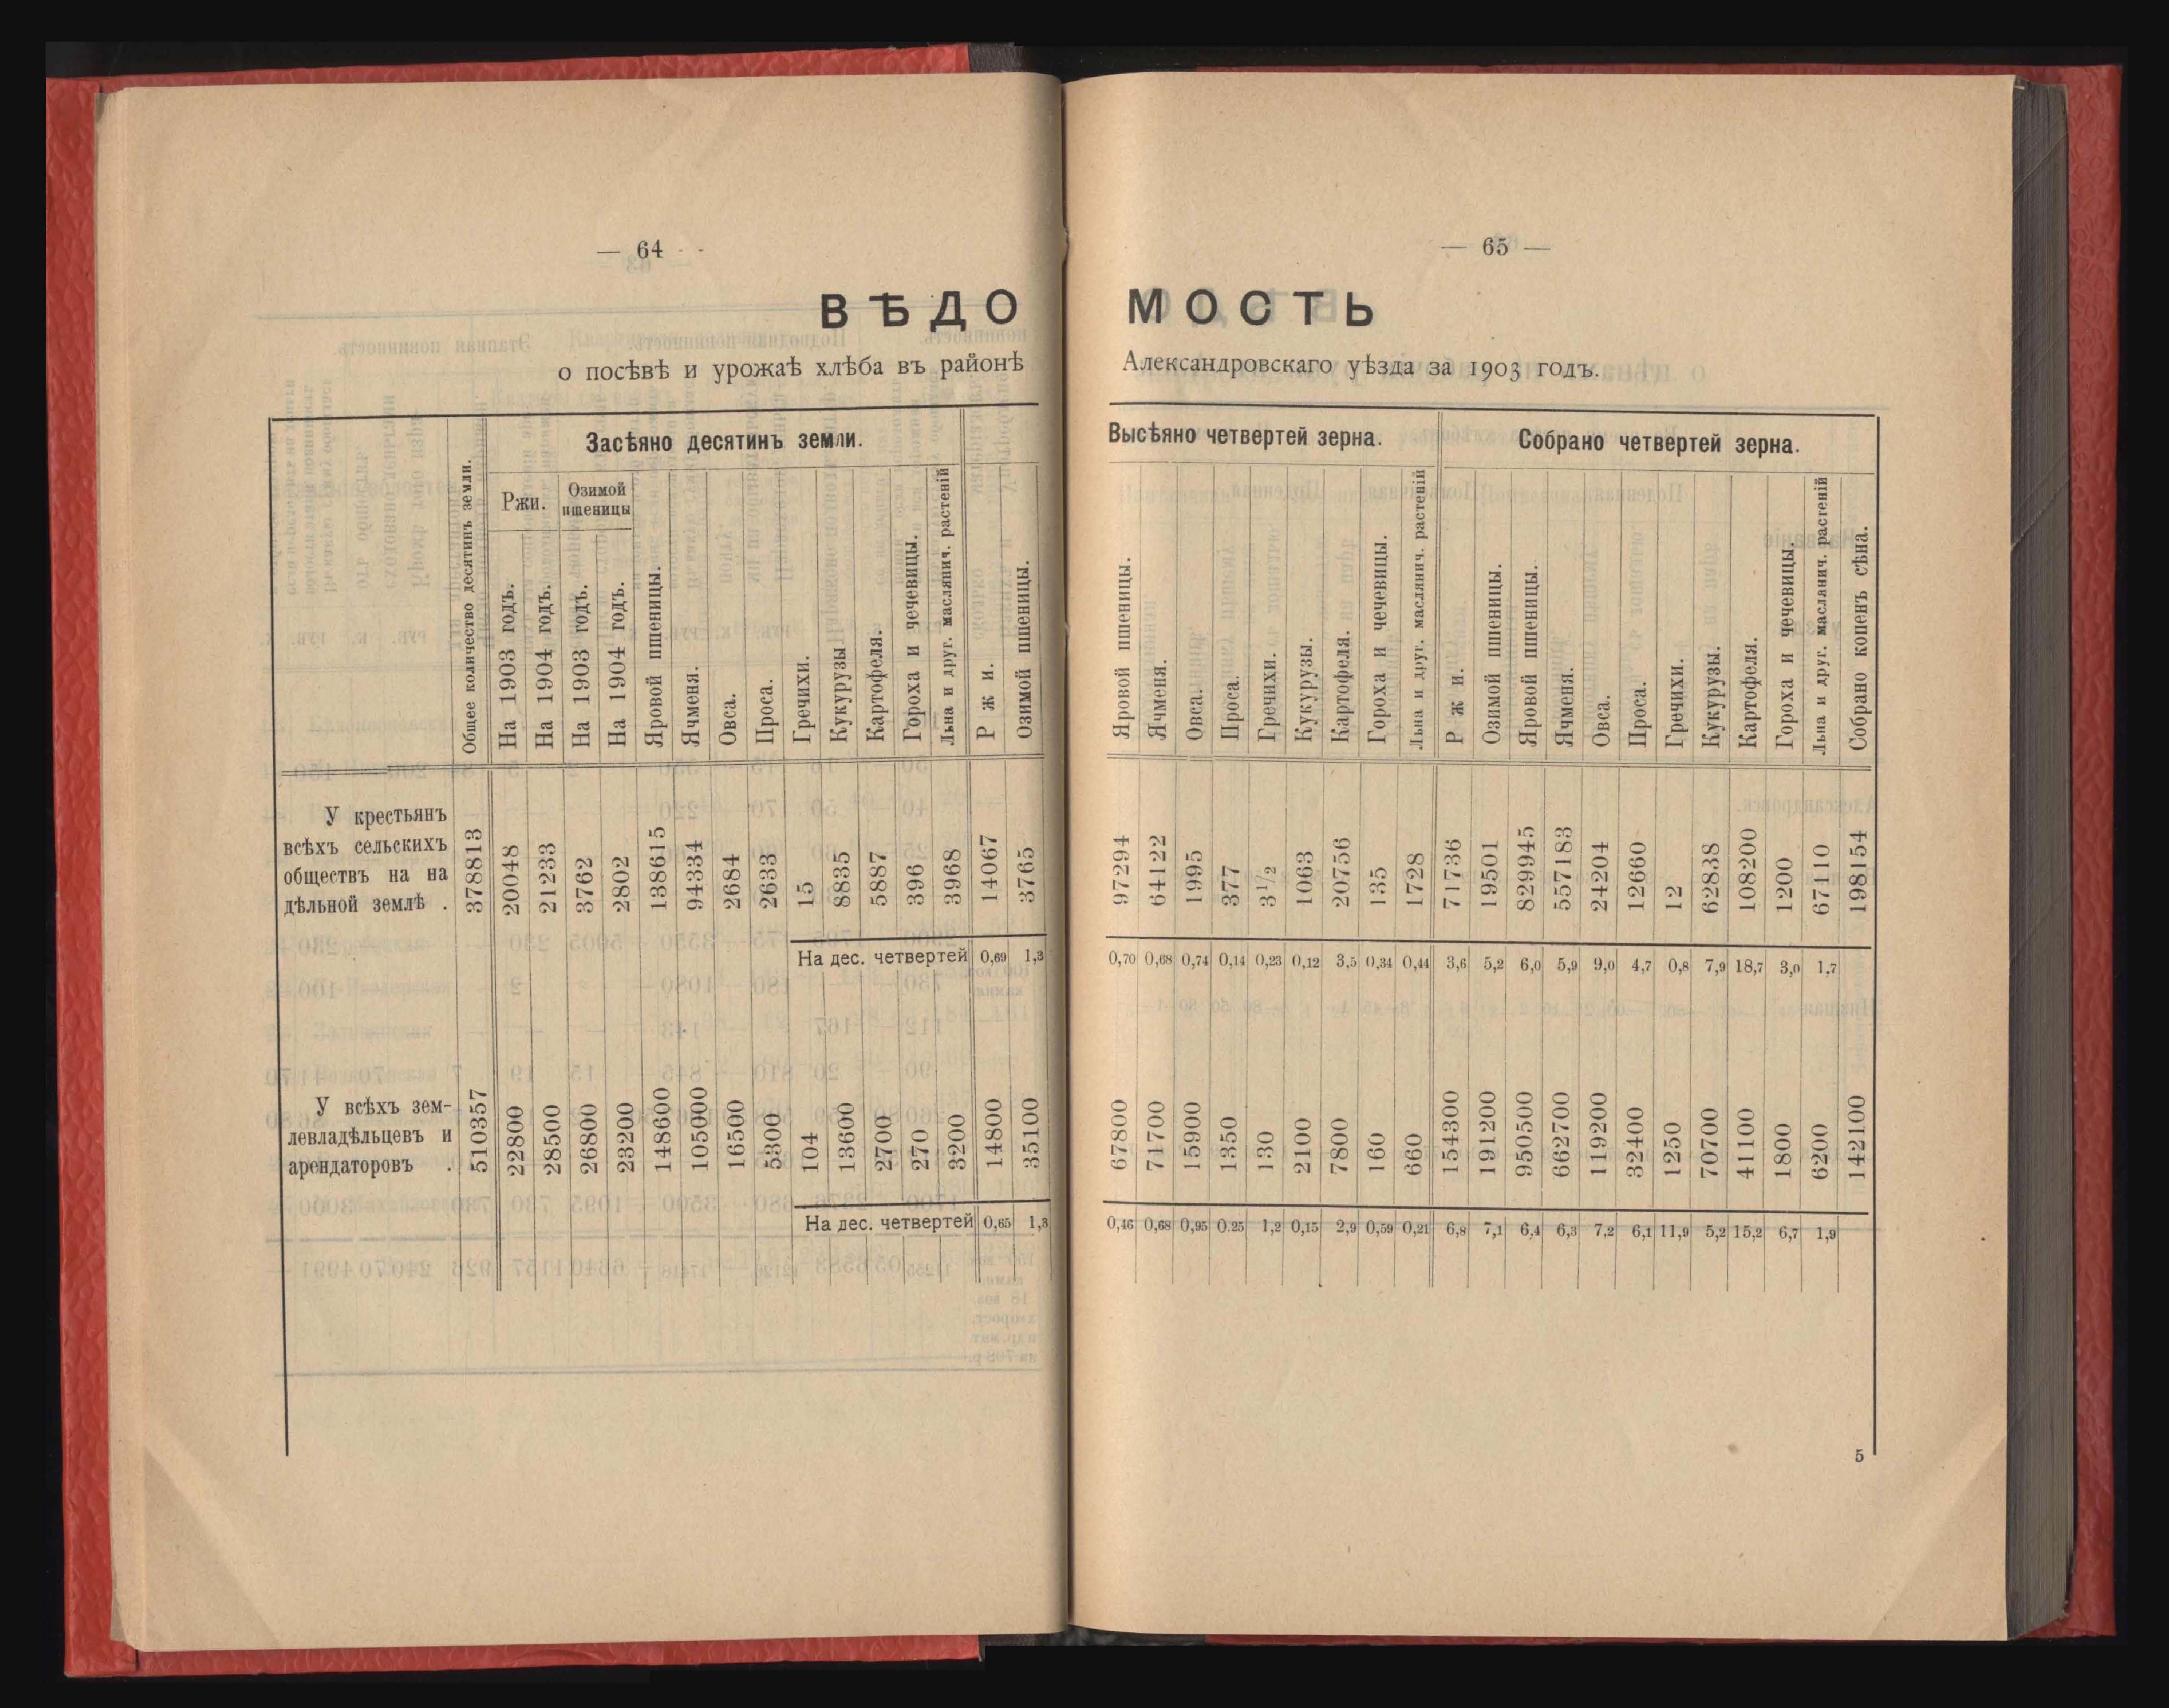 — 64 —
ВѢДО
о посѣвѣ и урожаѣ хлѣба въ районѣ
Общее количество десятинъ земли.
Засѣяно десятинъ земли.
Ржи.
Озимой
пшеницы
На 1903 годъ.
На 1904 годъ.
На 1903 годъ.
На 1904 годъ.
Яровой пшеницы.
Ячменя.
Овса.
Проса.
Гречихи.
Кукурузы
Картофеля.
Гороха и чечевицы.
Льна и друг. маслянич. растеній
Р ж и.
Озимой пшеницы.
У крестьянъ
всѣхъ сельскихъ
обществъ на на
дѣльной землѣ .
378813 20048 21233 3762 2802 138615 94334 2684 2633 15 8835 5887 396 3968 14067 3765
На дес. четвертей 0,69 1,3
У всѣхъ зем-
левладѣльцевъ и
арендаторовъ .
510357 22800 28500 26800 23200 148600 105000 16500 5300 104 13600 2700 270 3200 14800 35100
На дес. четвертей 0,65 1,3
— 65 —
МОСТЬ
Александровскаго уѣзда за 1903 годъ.
Высѣяно четвертей зерна.
Собрано четвертей зерна.
Яровой пшеницы.
Ячменя.
Овса.
Проса.
Гречихи.
Кукурузы.
Картофеля.
Гороха и чечевицы.
Льна и друг. маслянич. растеній
Р ж и.
Озимой пшеницы.
Яровой пшеницы.
Ячменя.
Овса.
Проса.
Гречихи.
Кукурузы.
Картофеля.
Гороха и чечевицы.
Льна и друг. маслянич. растеній
Собрано копенъ сѣна.
97294 64122 1995 377 3 1/2 1063 20756 135 1728 71736 19501 829945 557183 24204 12660 12 62838 108200 1200 67110 198154
0,70 0,68 0,74 0,14 0,23 0,12 3,5 0,34 0,44 3,6 5,2 6,0 5,9 9,0 4,7 0,8 7,9 18,7 3,0 1,7
67800 71700 15900 1350 130 2100 7800 160 660 154300 191200 950500 662700 119200 32400 1250 70700 41100 1800 6200 142100
0,46 0,68 0,95 0.25 1,2 0,15 2,9 0,59 0,21 6,8 7,1 6,4 6,3 7,2 6,1 11,9 5,2 15,2 6,7 1,9
5